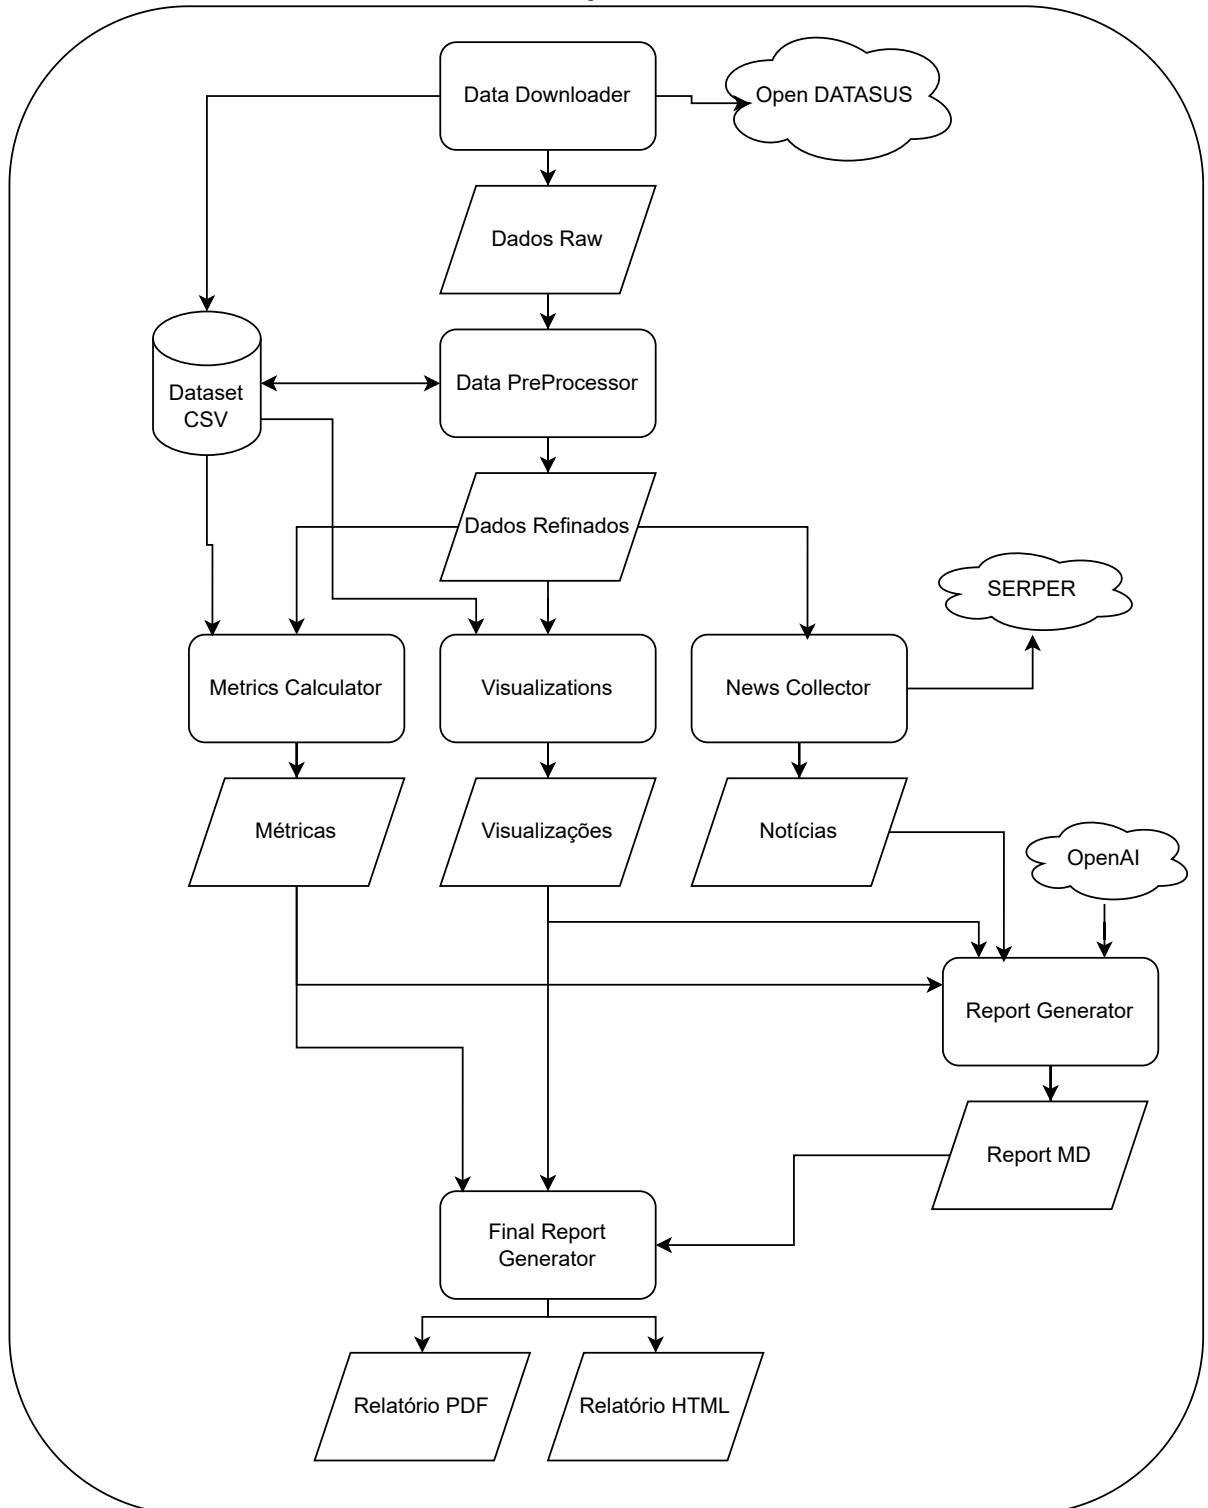 Data Downloader
Open DATASUS
Dados Raw
Data PreProcessor
Dataset
CSV
Dados Refinados
SERPER
Metrics Calculator
Visualizations
News Collector
Métricas
Visualizações
Notícias
OpenAI
Report Generator
Report MD
Final Report
Generator
Relatório PDF
Relatório HTML